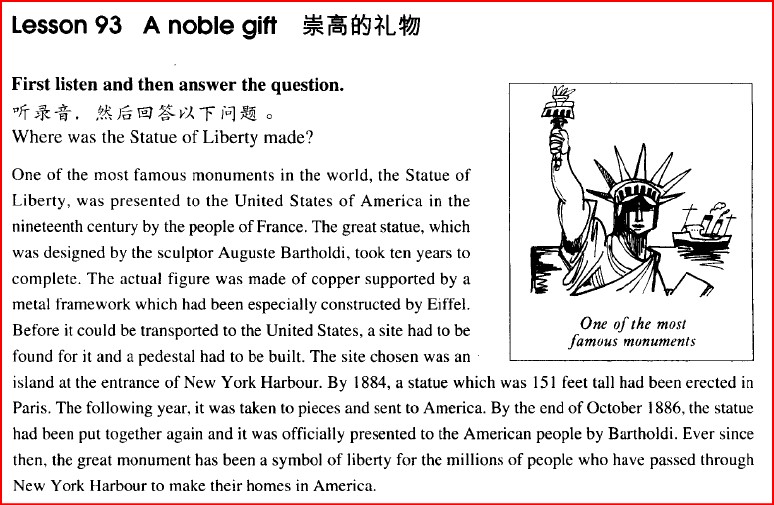 Lesson 93 A noble gift 崇高的礼物
First listen and then answer the question.
听录音，然后回答以下问题。
Where was the Statue of Liberty made?
One of the most famous monuments in the world, the Statue of
Liberty, was presented to the United States of America in the
nineteenth century by the people of France. The great statue, which
was designed by the sculptor Auguste Bartholdi, took ten years to
complete. The actual figure was made of copper supported by a
metal framework which had been especially constructed by Eiffel.
Before it could be transported to the United States, a site had to be
found for it and a pedestal had to be built. The site chosen was an
island at the entrance of New York Harbour. By 1884, a statue which was 151 feet tall had been erected in
Paris. The following year, it was taken to pieces and sent to America. By the end of October 1886, the statue
had been put together again and it was officially presented to the American people by Bartholdi. Ever since
then, the great monument has been a symbol of liberty for the millions of people who have passed through
New York Harbour to make their homes in America.
One of the most
famous monuments